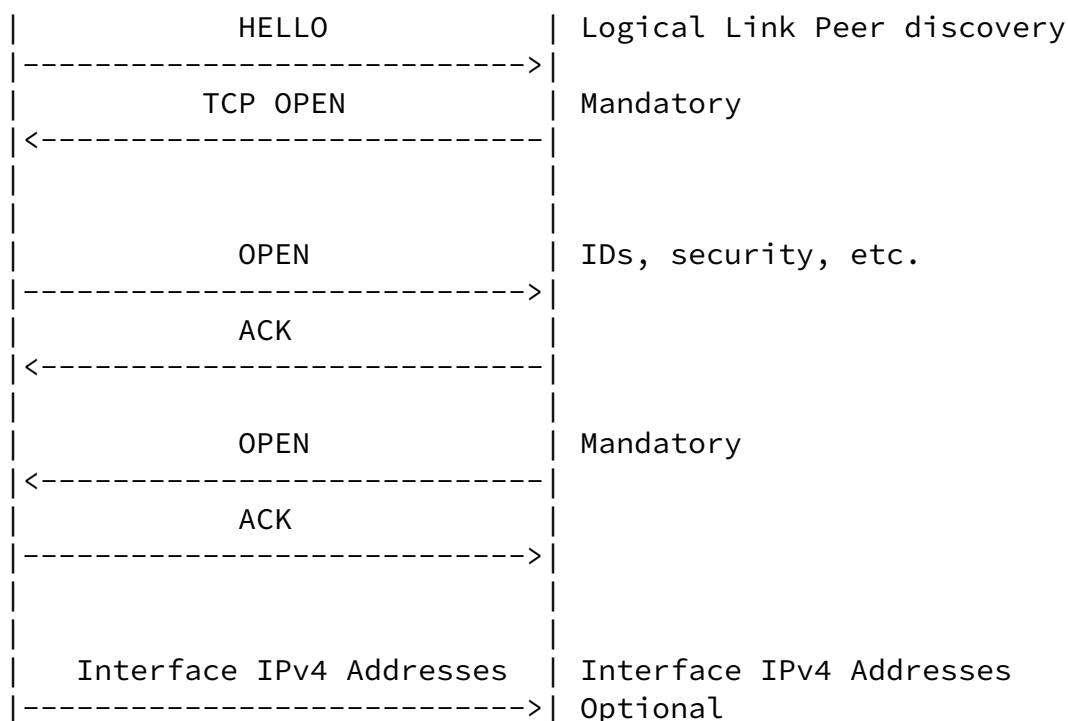 |            HELLO            | Logical Link Peer discovery
|---------------------------->|
|          TCP OPEN           | Mandatory
|<----------------------------|
|                             |
|                             |
|            OPEN             | IDs, security, etc.
|---------------------------->|
|            ACK              |
|<----------------------------|
|                             |
|            OPEN             | Mandatory
|<----------------------------|
|            ACK              |
|---------------------------->|
|                             |
|                             |
|   Interface IPv4 Addresses  | Interface IPv4 Addresses
|---------------------------->| Optional